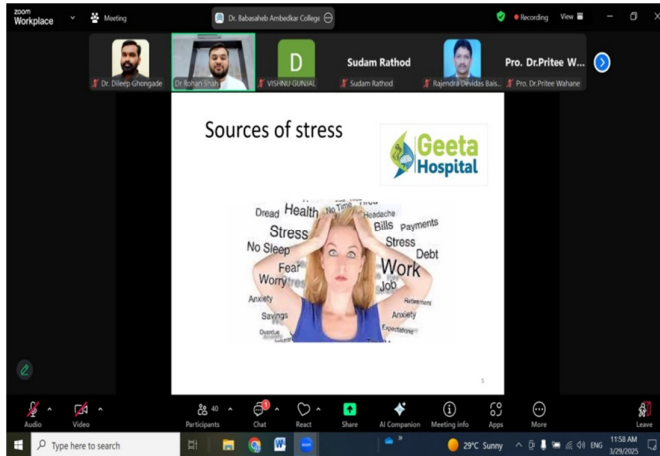 zoom
Workplace
Meeting
Dr. Babasaheb Ambedkar College
Recording
View
D
Sudam Rathod
Pro. Dr.Pritee W...
Dr. Dileep Ghongade
Dr Rohan Shah
VISHNU GUNJAL
Sudam Rathod
Rajendra Devidas Bais...
Pro. Dr.Pritee Wahane
Sources of stress
Geeta
Hospital
No Time
Dread Health Headache
Stress Bills Payments
No Sleep Stress
Fear Debt
Worry Work
Job
Anxiety Retirement
Savings Anxiety
Overdue Expectations
5
40
Audio Video Participants Chat React Share AI Companion Meeting info Apps More Leave
Type here to search
29°C Sunny
ENG
11:58 AM
3/29/2025